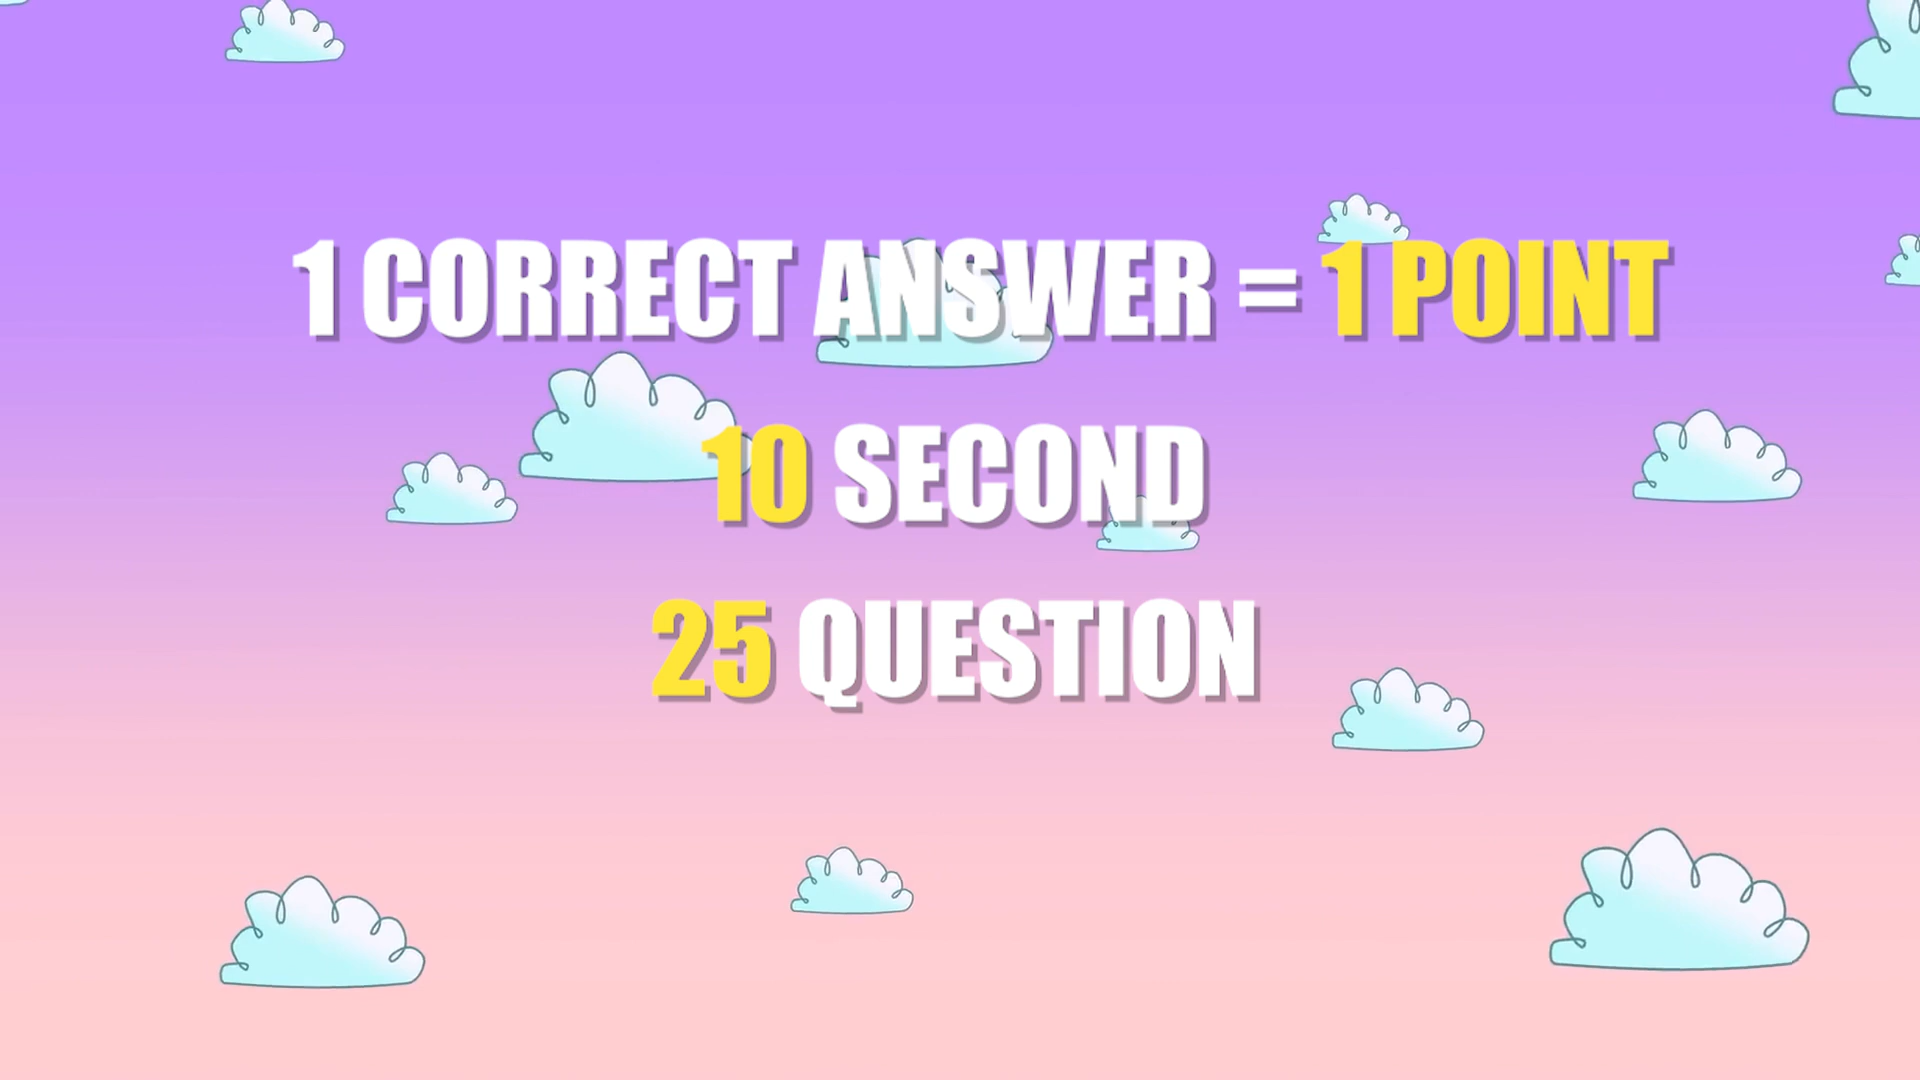 1 CORRECT ANSWER = 1 POINT
10 SECOND
25 QUESTION